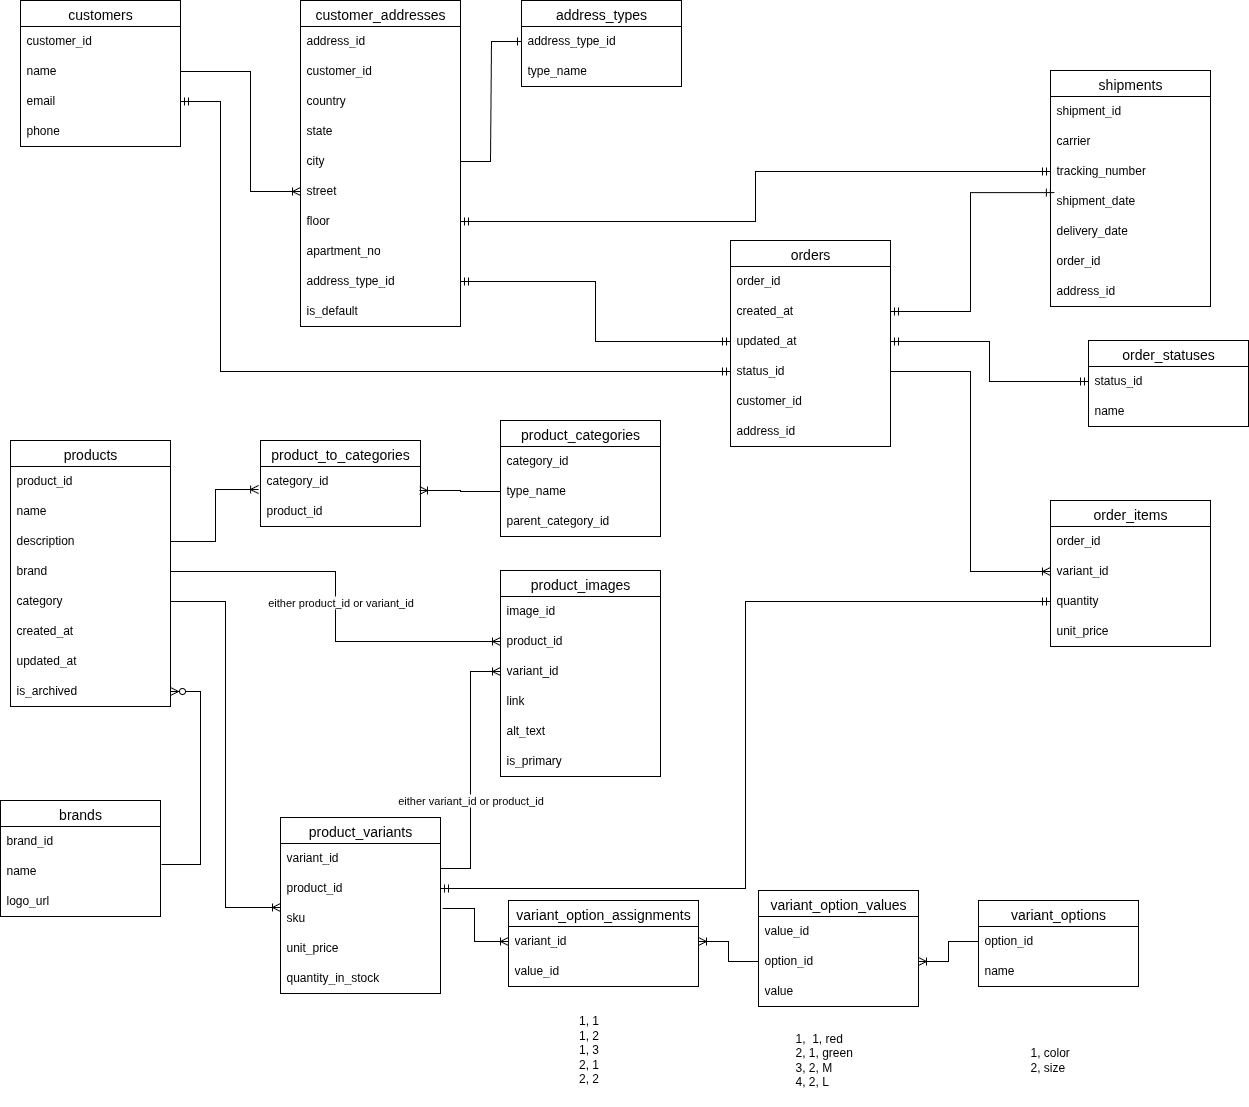 customers
customer_id
name
email
phone
customer_addresses
address_id
customer_id
country
state
city
street
floor
apartment_no
address_type_id
is_default
address_types
address_type_id
type_name
shipments
shipment_id
carrier
tracking_number
shipment_date
delivery_date
order_id
address_id
orders
order_id
created_at
updated_at
status_id
customer_id
address_id
order_statuses
status_id
name
products
product_id
name
description
brand
category
created_at
updated_at
is_archived
product_to_categories
category_id
product_id
product_categories
category_id
type_name
parent_category_id
order_items
order_id
variant_id
quantity
unit_price
either product_id or variant_id
product_images
image_id
product_id
variant_id
link
alt_text
is_primary
either variant_id or product_id
brands
brand_id
name
logo_url
product_variants
variant_id
product_id
sku
unit_price
quantity_in_stock
variant_option_assignments
variant_id
value_id
variant_option_values
value_id
option_id
value
variant_options
option_id
name
1, 1
1, 2
1, 3
2, 1
2, 2
1,  1, red
2, 1, green
3, 2, M
4, 2, L
1, color
2, size